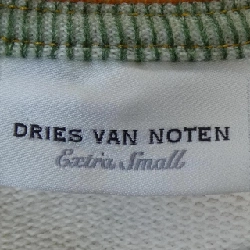 DRIES VAN NOTEN
Extra Small